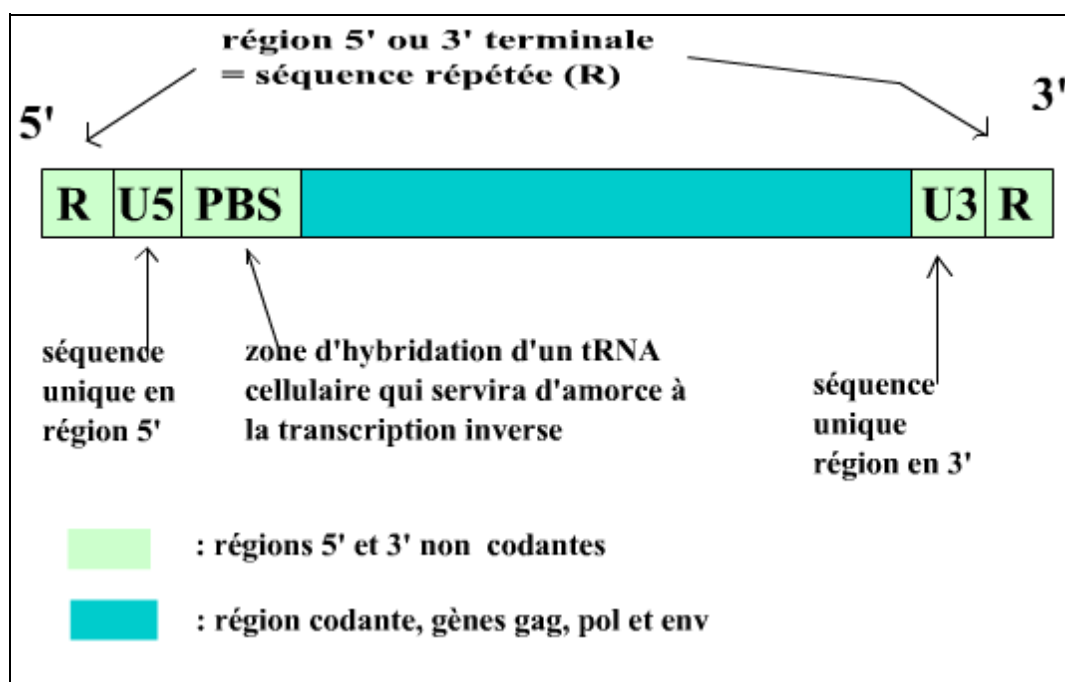 région 5' ou 3' terminale
= séquence répétée (R)
5'
3'
R U5 PBS U3 R
séquence
unique en
région 5'
zone d'hybridation d'un tRNA
cellulaire qui servira d'amorce à
la transcription inverse
séquence
unique
région en 3'
: régions 5' et 3' non codantes
: région codante, gènes gag, pol et env